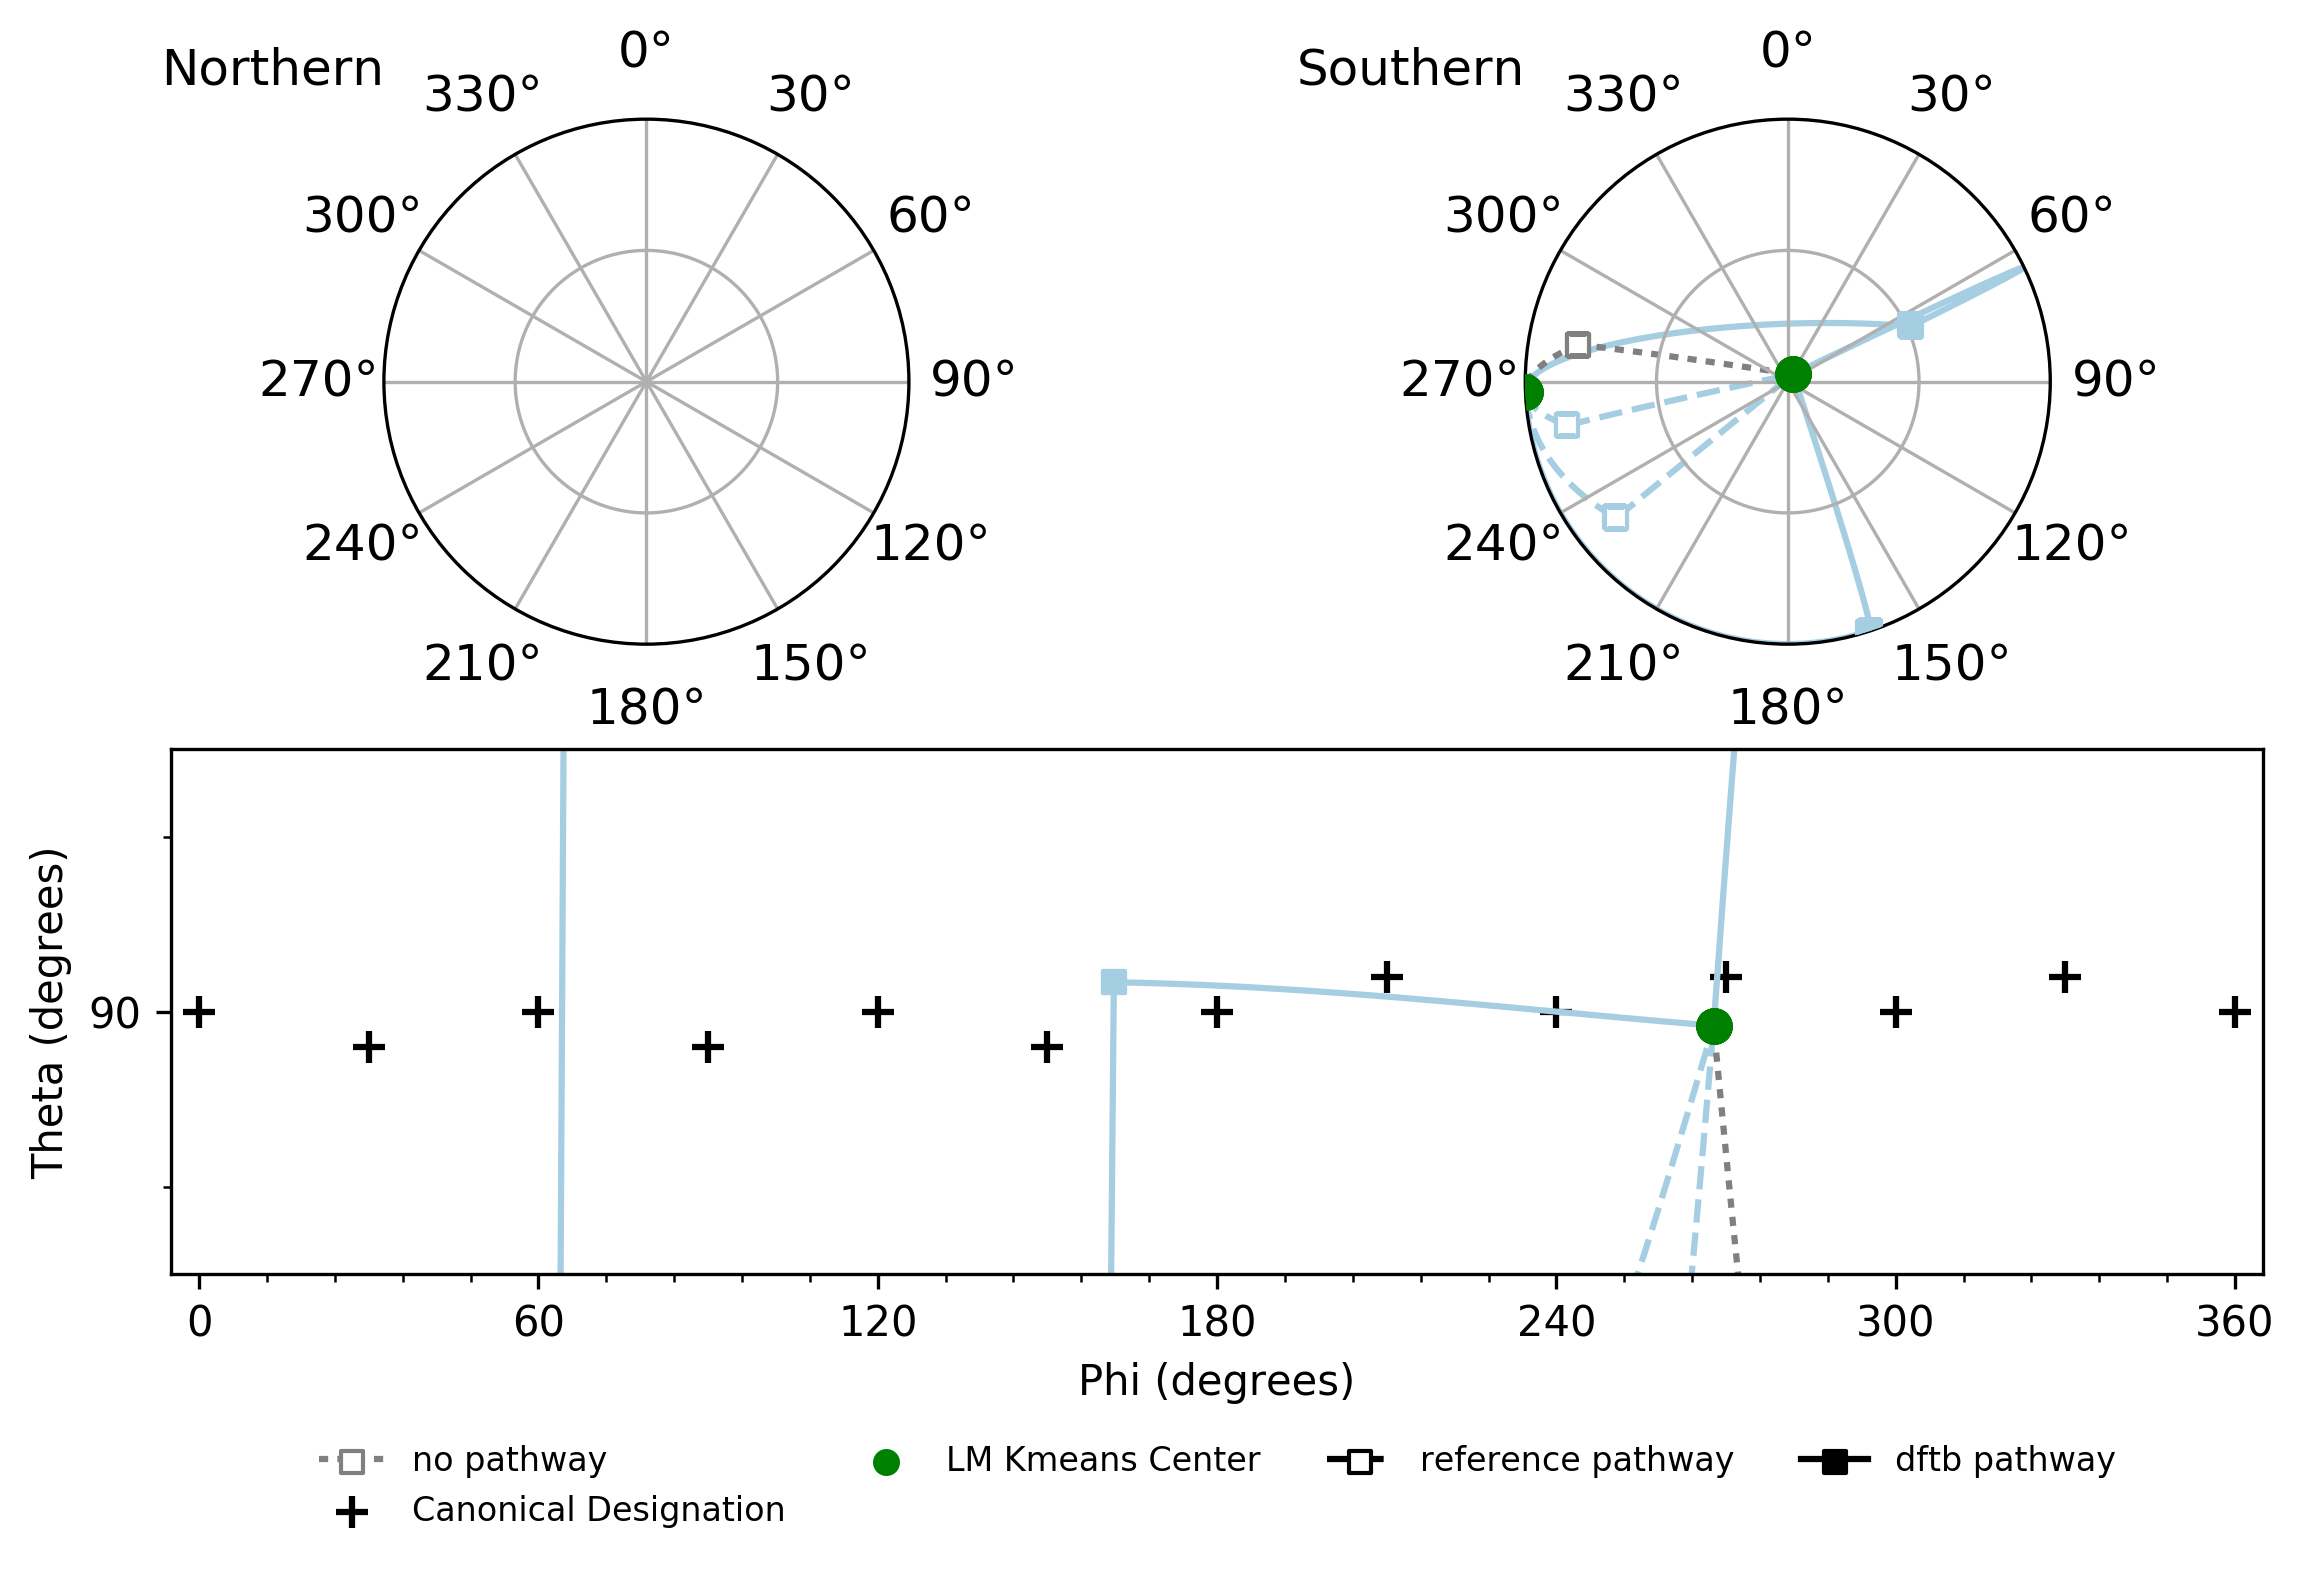 Northern
0°
330°
30°
300°
60°
270°
90°
240°
120°
210°
150°
180°
Southern
0°
330°
30°
300°
60°
270°
90°
240°
120°
210°
150°
180°
Theta (degrees)
90
0 60 120 180 240 300 360
Phi (degrees)
no pathway
LM Kmeans Center
reference pathway
dftb pathway
Canonical Designation